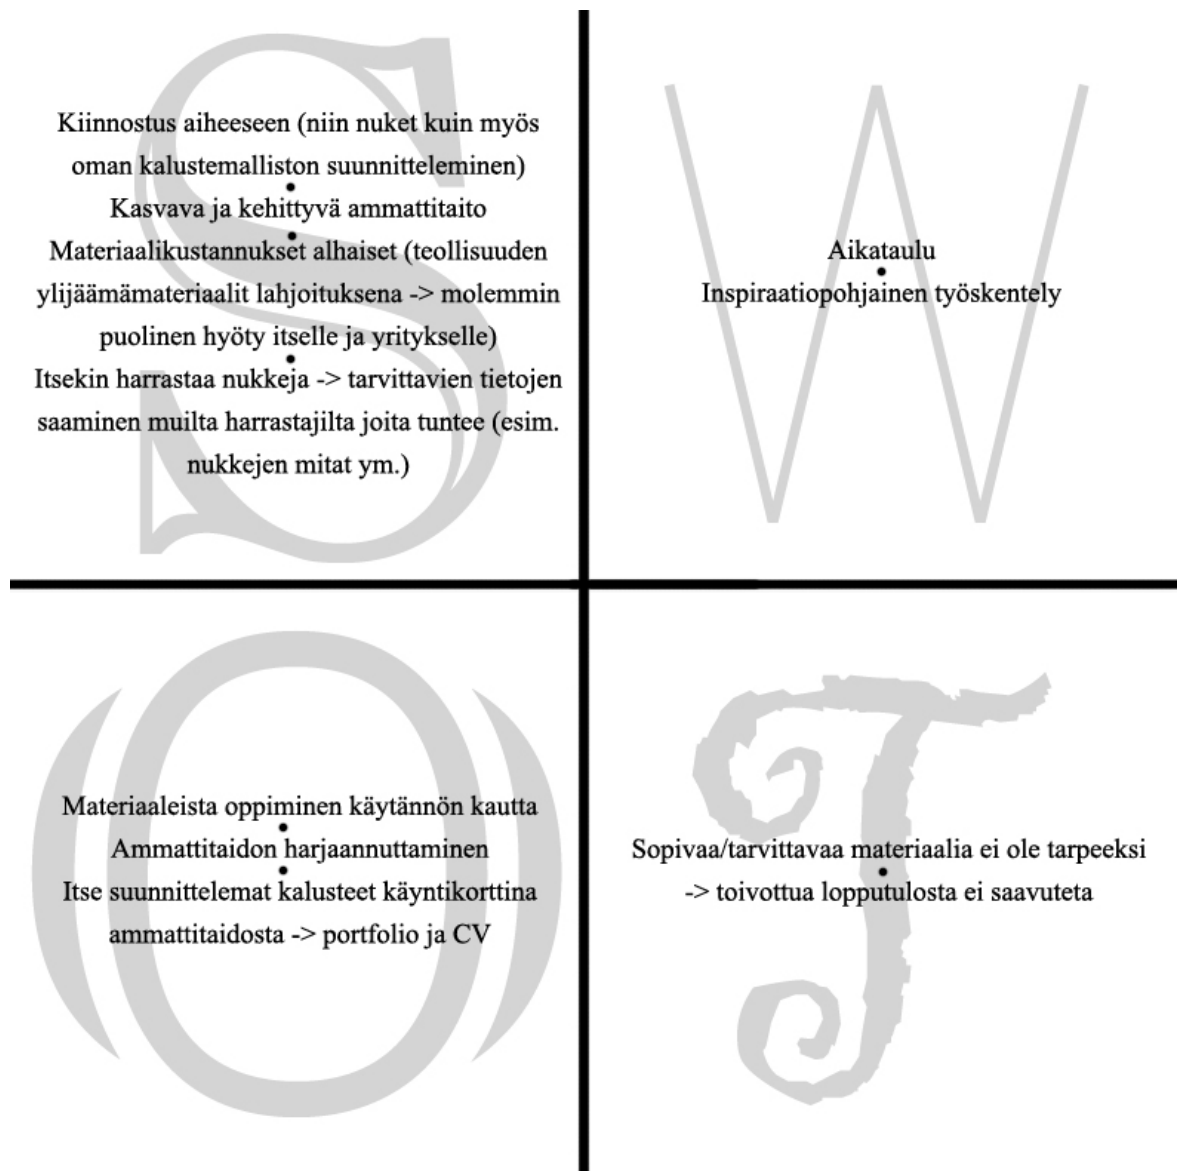 S
Kiinnostus aiheeseen (niin nuket kuin myös
oman kalustemalliston suunnitteleminen)
•
Kasvava ja kehittyvä ammattitaito
•
Materiaalikustannukset alhaiset (teollisuuden
ylijäämämateriaalit lahjoituksena -> molemmin
puolinen hyöty itselle ja yritykselle)
•
Itsekin harrastaa nukkeja -> tarvittavien tietojen
saaminen muilta harrastajilta joita tuntee (esim.
nukkejen mitat ym.)
W
Aikataulu
•
Inspiraatiopohjainen työskentely
O
Materiaaleista oppiminen käytännön kautta
•
Ammattitaidon harjaannuttaminen
•
Itse suunnittelemat kalusteet käyntikorttina
ammattitaidosta -> portfolio ja CV
T
Sopivaa/tarvittavaa materiaalia ei ole tarpeeksi
•
-> toivottua lopputulosta ei saavuteta